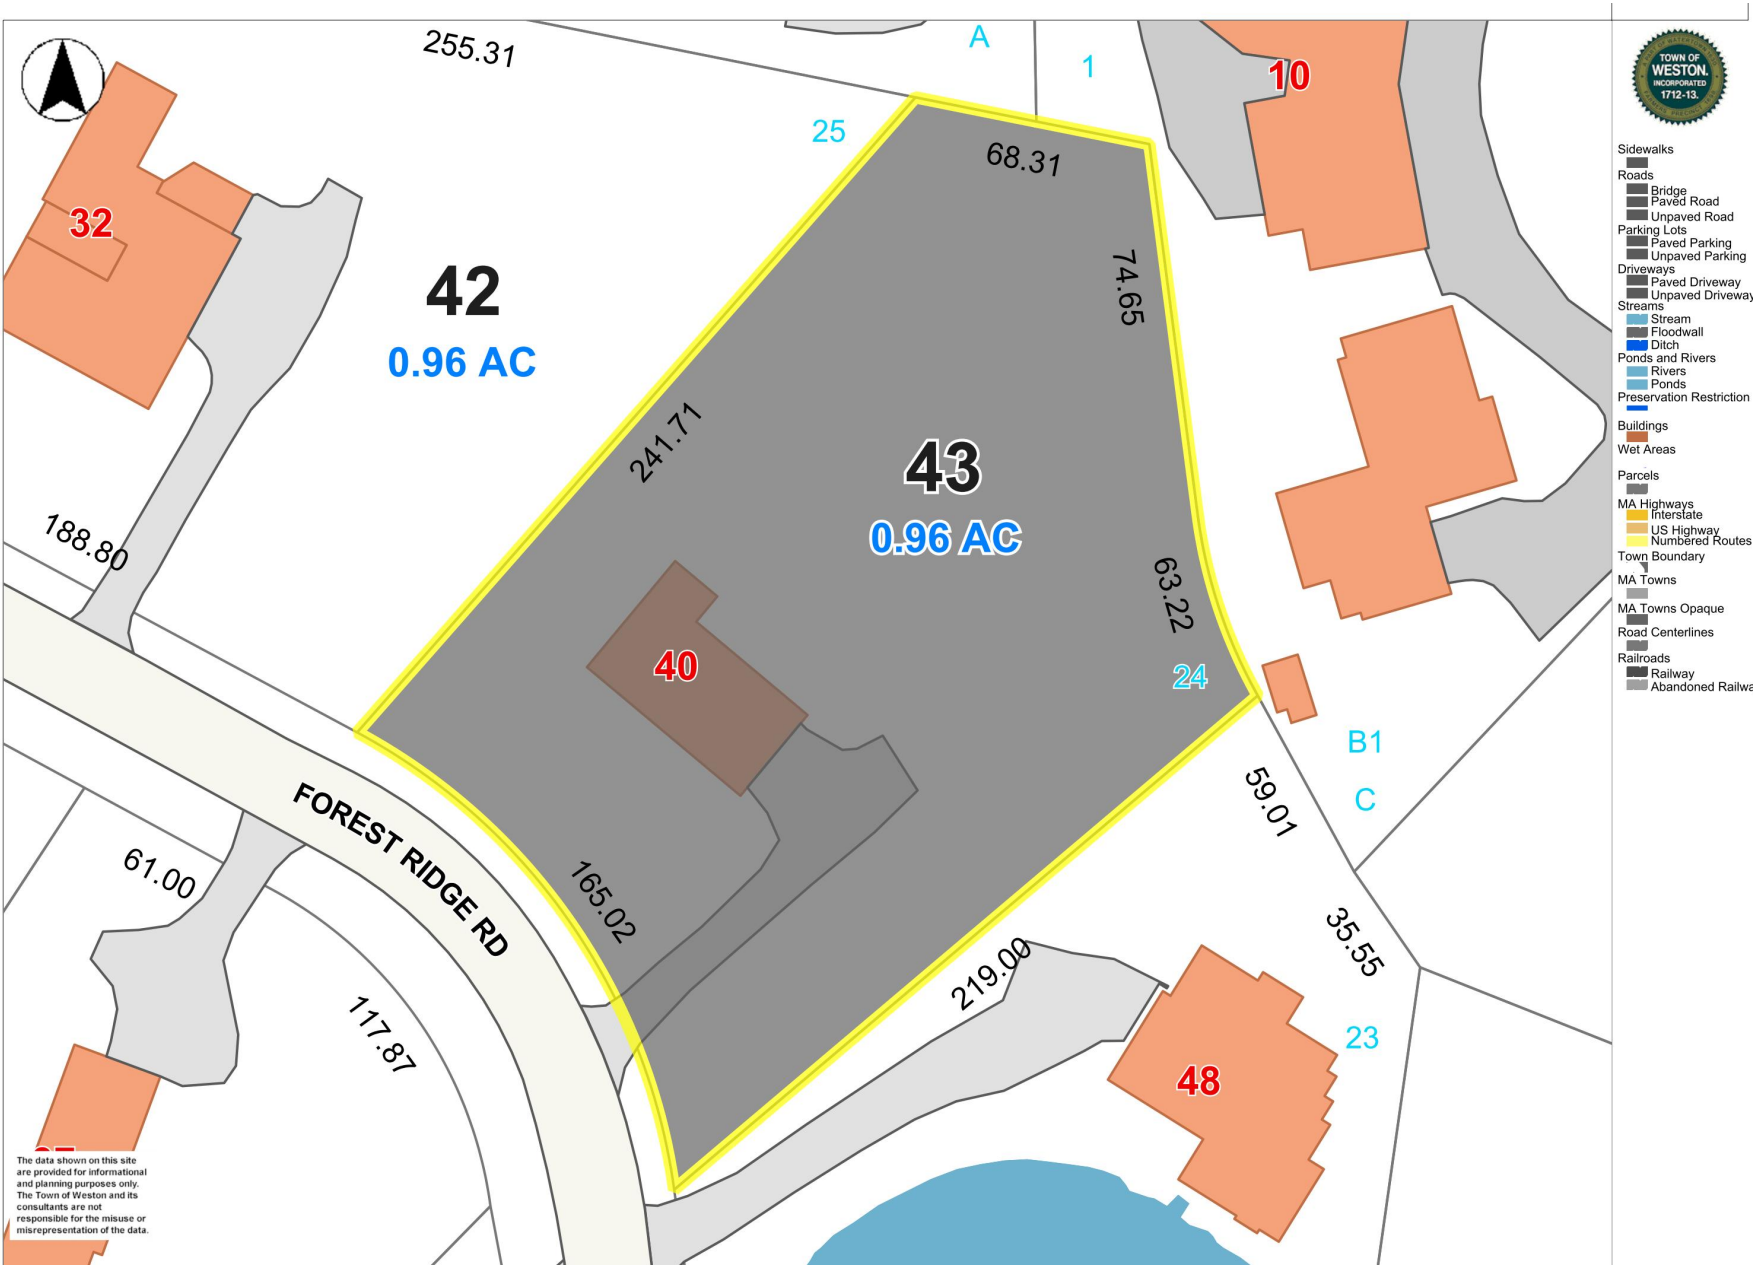 255.31
A
1
10
25
68.31
32
42
0.96 AC
74.65
241.71
43
0.96 AC
188.80
63.22
40
24
B1
C
59.01
FOREST RIDGE RD
61.00
165.02
35.55
219.00
117.87
23
48
The data shown on this site
are provided for informational
and planning purposes only.
The Town of Weston and its
consultants are not
responsible for the misuse or
misrepresentation of the data.
TOWN OF
WESTON.
INCORPORATED
1712-13.
Sidewalks
Roads
Bridge
Paved Road
Unpaved Road
Parking Lots
Paved Parking
Unpaved Parking
Driveways
Paved Driveway
Unpaved Driveway
Streams
Stream
Floodwall
Ditch
Ponds and Rivers
Rivers
Ponds
Preservation Restriction
Buildings
Wet Areas
Parcels
MA Highways
Interstate
US Highway
Numbered Routes
Town Boundary
MA Towns
MA Towns Opaque
Road Centerlines
Railroads
Railway
Abandoned Railwa